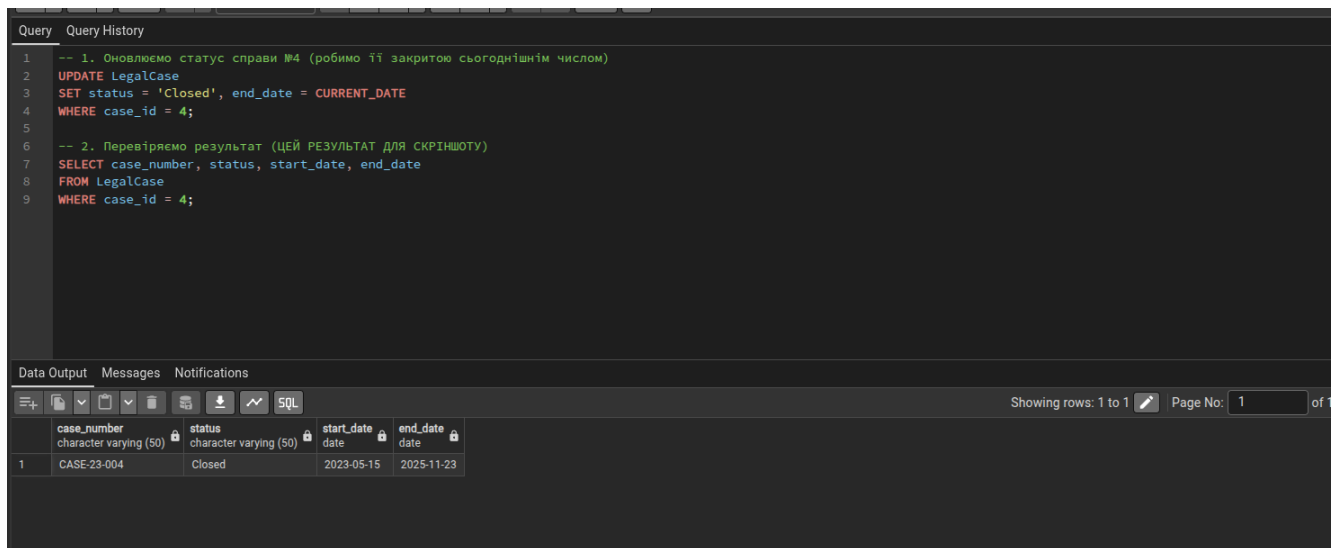 Query Query History
1 -- 1. Оновлюємо статус справи №4 (робимо її закритою сьогоднішнім числом)
2 UPDATE LegalCase
3 SET status = 'Closed', end_date = CURRENT_DATE
4 WHERE case_id = 4;
5
6 -- 2. Перевіряємо результат (ЦЕЙ РЕЗУЛЬТАТ ДЛЯ СКРІНШОТУ)
7 SELECT case_number, status, start_date, end_date
8 FROM LegalCase
9 WHERE case_id = 4;
Data Output Messages Notifications
SQL Showing rows: 1 to 1 Page No: 1 of 1
case_number status start_date end_date
character varying (50) character varying (50) date date
1 CASE-23-004 Closed 2023-05-15 2025-11-23